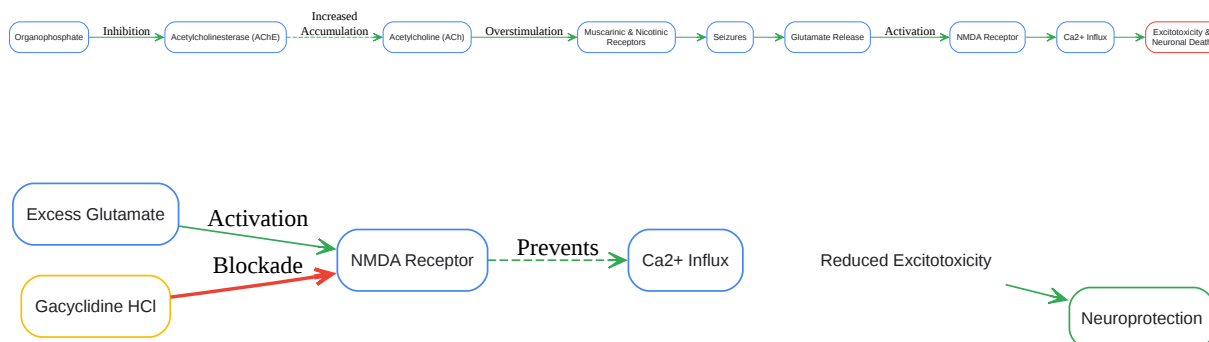 Organophosphate
Inhibition
Acetylcholinesterase (AChE)
Increased
Accumulation
Acetylcholine (ACh)
Overstimulation
Muscarinic & Nicotinic
Receptors
Seizures
Glutamate Release
Activation
NMDA Receptor
Ca2+ Influx
Excitotoxicity &
Neuronal Death
Excess Glutamate
Activation
Blockade
Gacyclidine HCl
NMDA Receptor
Prevents
Ca2+ Influx
Reduced Excitotoxicity
Neuroprotection